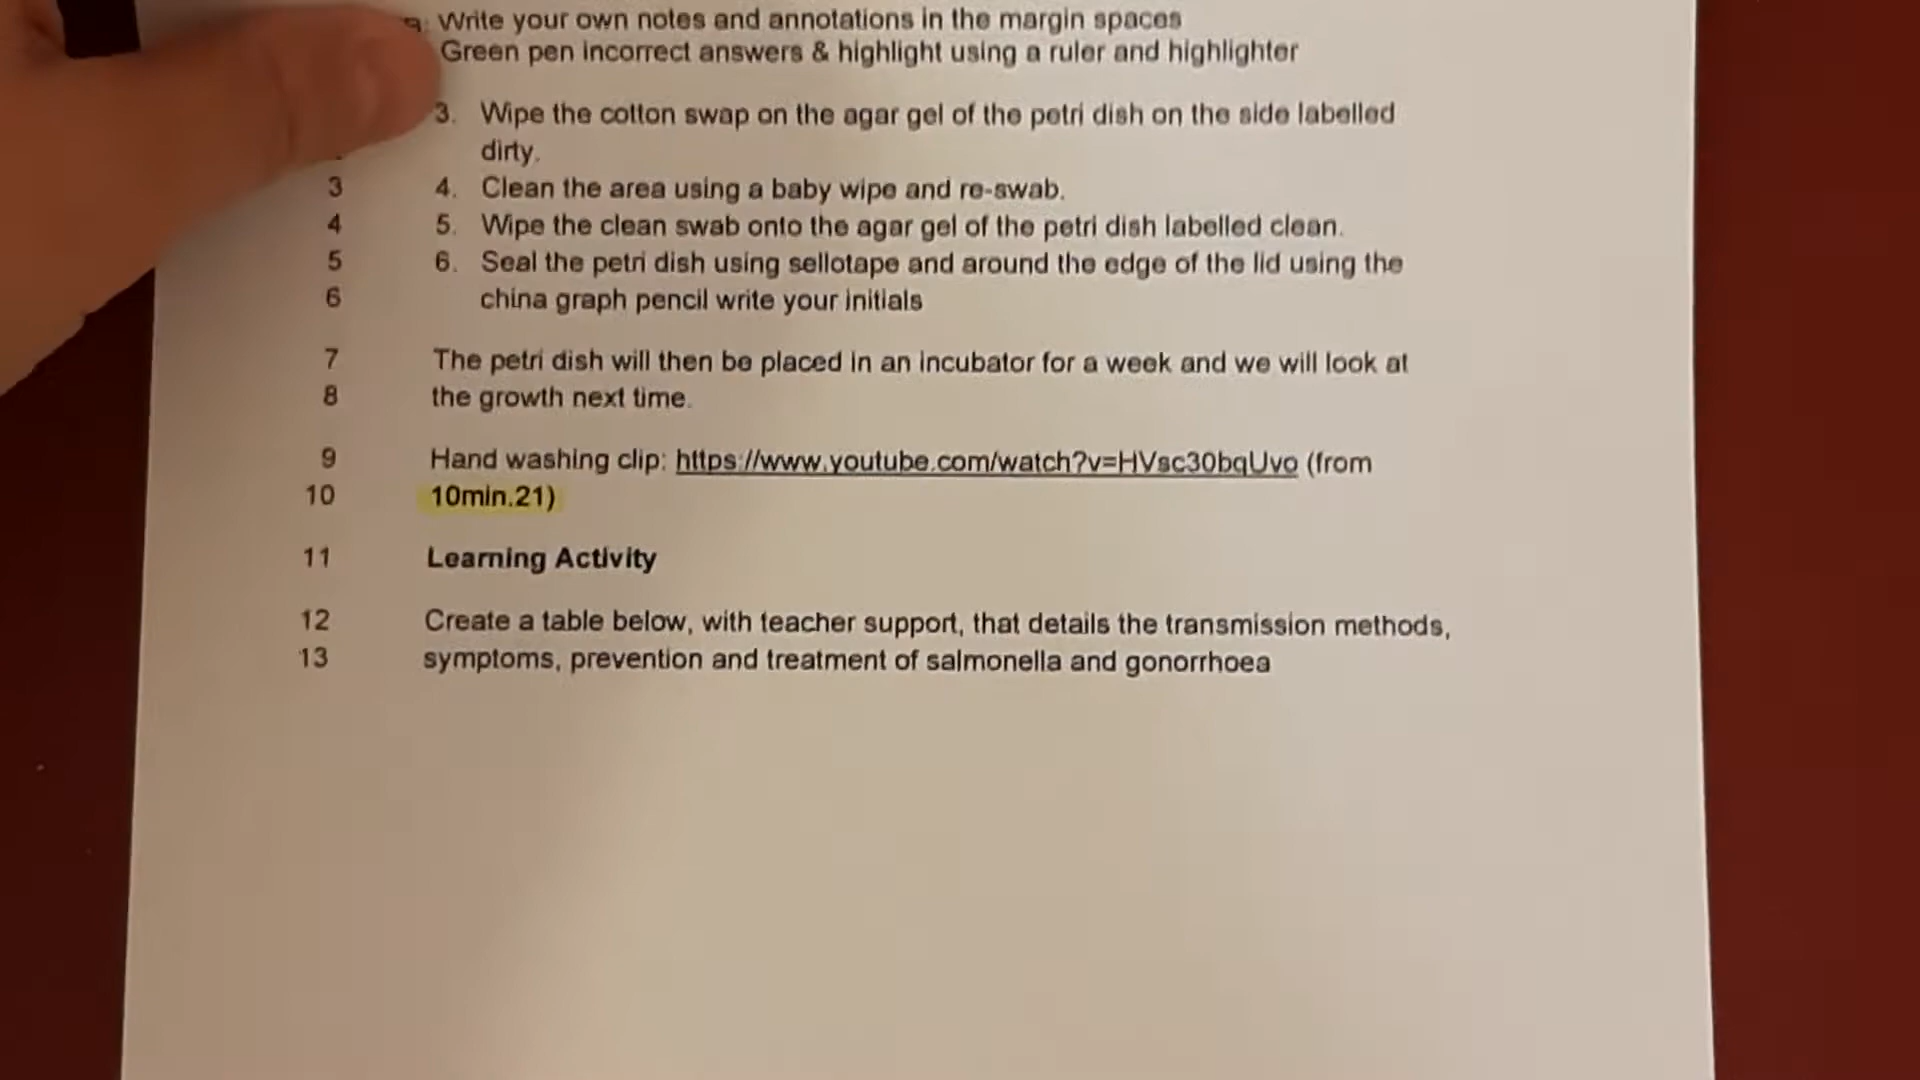 Write your own notes and annotations in the margin spaces
Green pen incorrect answers & highlight using a ruler and highlighter
3. Wipe the cotton swap on the agar gel of the petri dish on the side labelled
dirty.
3 4. Clean the area using a baby wipe and re-swab.
4 5. Wipe the clean swab onto the agar gel of the petri dish labelled clean.
5 6. Seal the petri dish using sellotape and around the edge of the lid using the
6 china graph pencil write your initials
7 The petri dish will then be placed in an incubator for a week and we will look at
8 the growth next time.
9 Hand washing clip: https://www.youtube.com/watch?v=HVsc30bqUvo (from
10 10min.21)
11 Learning Activity
12 Create a table below, with teacher support, that details the transmission methods,
13 symptoms, prevention and treatment of salmonella and gonorrhoea